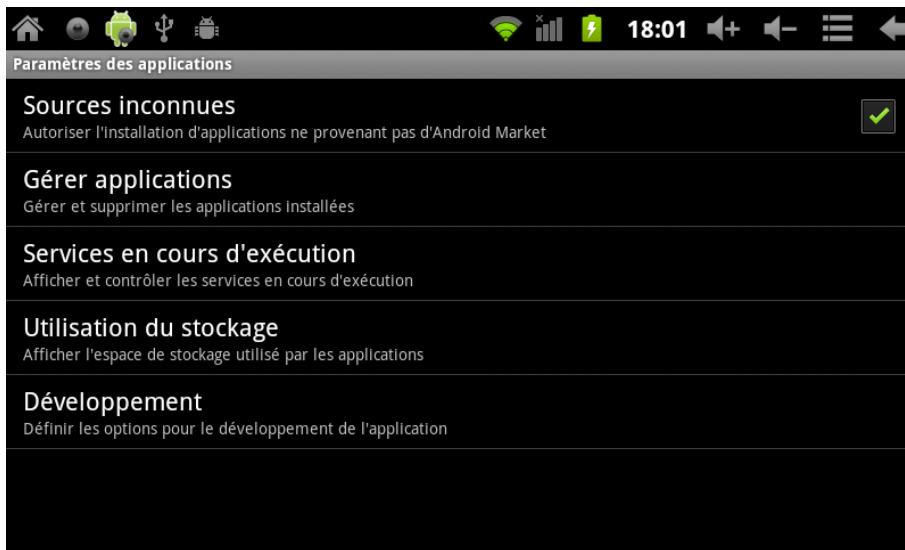 18:01
Paramètres des applications
Sources inconnues
Autoriser l'installation d'applications ne provenant pas d'Android Market
Gérer applications
Gérer et supprimer les applications installées
Services en cours d'exécution
Afficher et contrôler les services en cours d'exécution
Utilisation du stockage
Afficher l'espace de stockage utilisé par les applications
Développement
Définir les options pour le développement de l'application